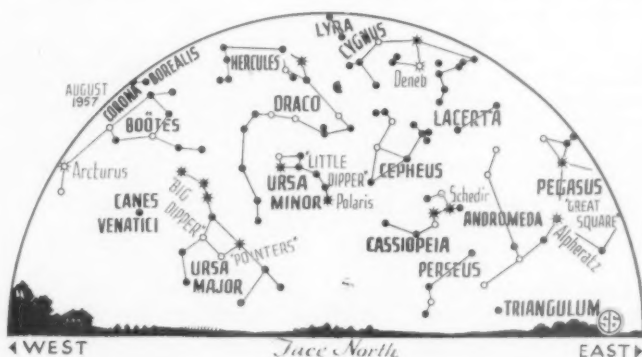 LYRA
CYGNUS
HERCULES
Deneb
CORONA BOREALIS
AUGUST
1957
DRACO
LACERTA
BOÖTES
"LITTLE
DIPPER"
CEPHEUS
Arcturus
URSA
MINOR
Polaris
PEGASUS
"GREAT
SQUARE"
"BIG
DIPPER"
Schedir
ANDROMEDA
CANES
VENATICI
Alpheratz
"POINTERS"
CASSIOPEIA
URSA
MAJOR
PERSEUS
TRIANGULUM
WEST
Face North
EAST